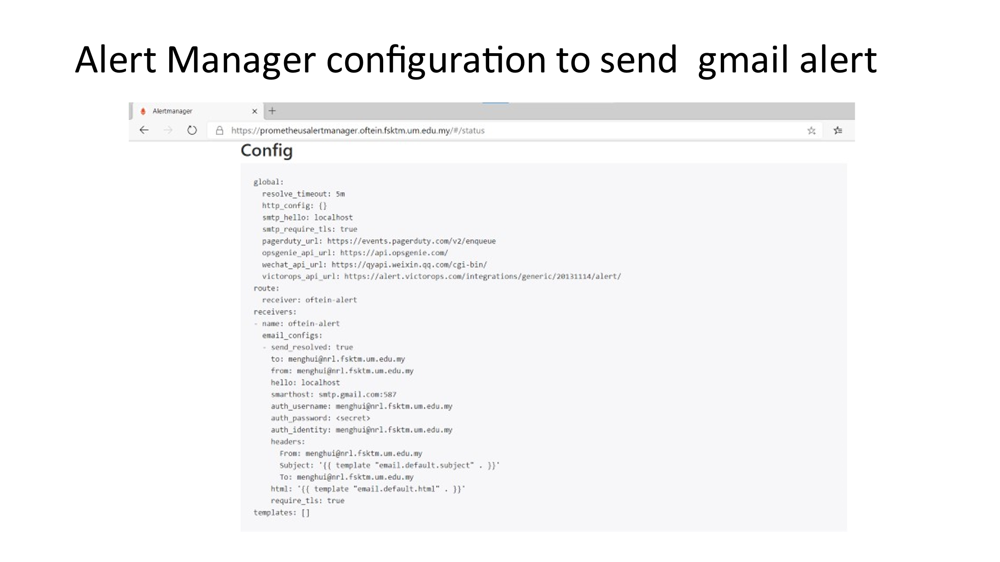 Alert Manager configuration to send  gmail alert
Alertmanager
https://prometheusalertmanager.oftein.fsktm.um.edu.my/#/status
Config
global:
  resolve_timeout: 5m
  http_config: {}
  smtp_hello: localhost
  smtp_require_tls: true
  pagerduty_url: https://events.pagerduty.com/v2/enqueue
  opsgenie_api_url: https://api.opsgenie.com/
  wechat_api_url: https://qyapi.weixin.qq.com/cgi-bin/
  victorops_api_url: https://alert.victorops.com/integrations/generic/20131114/alert/
route:
  receiver: oftein-alert
receivers:
- name: oftein-alert
  email_configs:
  - send_resolved: true
    to: menghui@nrl.fsktm.um.edu.my
    from: menghui@nrl.fsktm.um.edu.my
    hello: localhost
    smarthost: smtp.gmail.com:587
    auth_username: menghui@nrl.fsktm.um.edu.my
    auth_password: <secret>
    auth_identity: menghui@nrl.fsktm.um.edu.my
    headers:
      From: menghui@nrl.fsktm.um.edu.my
      Subject: '{{ template "email.default.subject" . }}'
      To: menghui@nrl.fsktm.um.edu.my
    html: '{{ template "email.default.html" . }}'
    require_tls: true
templates: []